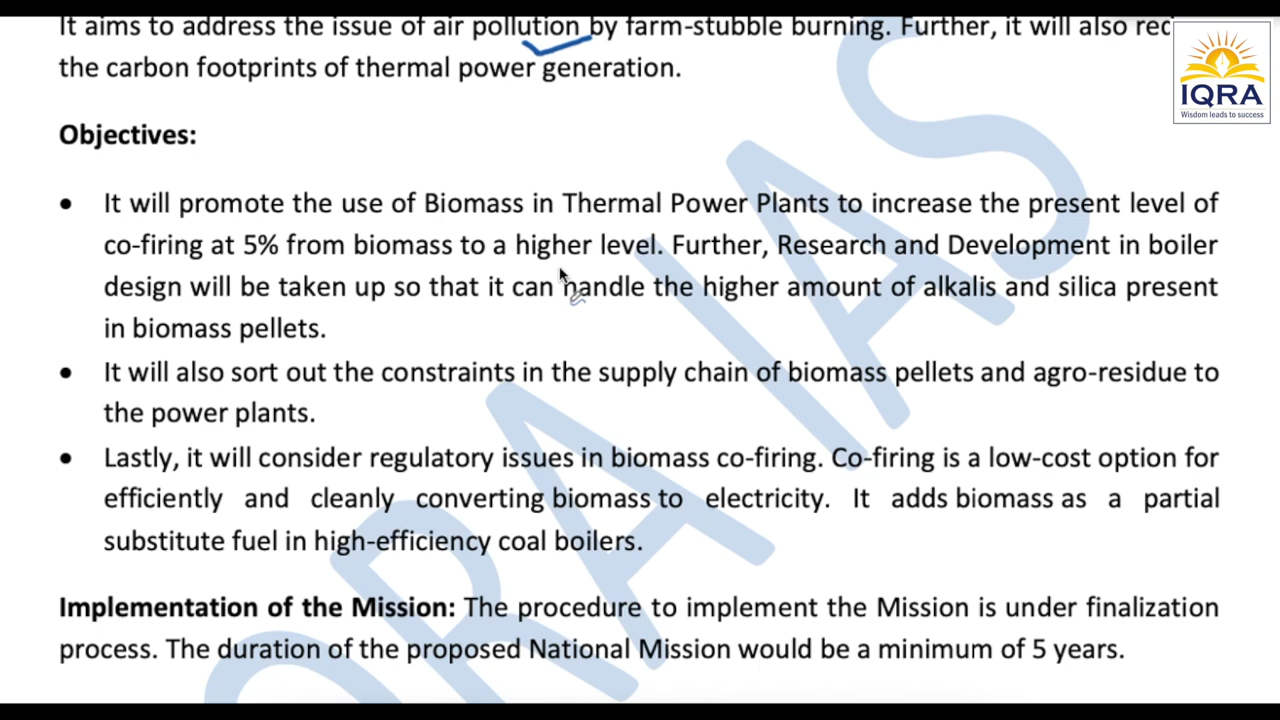 It aims to address the issue of air pollution by farm-stubble burning. Further, it will also
the carbon footprints of thermal power generation.
IQRA
Wisdom leads to success
Objectives:
• It will promote the use of Biomass in Thermal Power Plants to increase the present level of
co-firing at 5% from biomass to a higher level. Further, Research and Development in boiler
design will be taken up so that it can handle the higher amount of alkalis and silica present
in biomass pellets.
• It will also sort out the constraints in the supply chain of biomass pellets and agro-residue to
the power plants.
• Lastly, it will consider regulatory issues in biomass co-firing. Co-firing is a low-cost option for
efficiently and cleanly converting biomass to electricity. It adds biomass as a partial
substitute fuel in high-efficiency coal boilers.
Implementation of the Mission: The procedure to implement the Mission is under finalization
process. The duration of the proposed National Mission would be a minimum of 5 years.
IQRA IAS